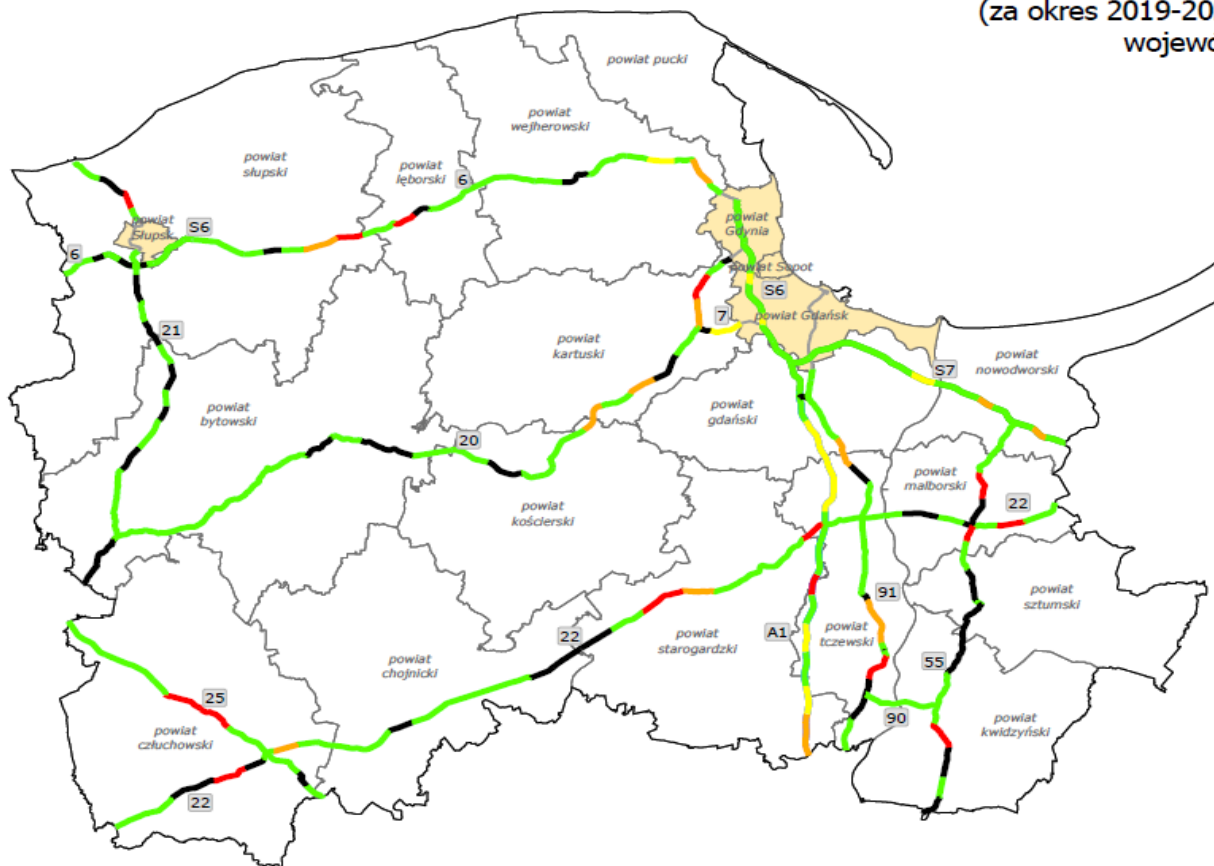 (za okres 2019-20
wojewo
powiat pucki
powiat
wejherowski
powiat
słupski
powiat
lęborski
6
powiat
Słupsk
S6
6
powiat
Gdynia
powiat Sopot
S6
7
powiat Gdańsk
21
powiat
kartuski
powiat
nowodworski
S7
powiat
bytowski
powiat
gdański
20
powiat
malborski
22
powiat
kościerski
91
powiat
sztumski
22
A1
powiat
starogardzki
powiat
tczewski
55
powiat
chojnicki
25
90
powiat
człuchowski
powiat
kwidzyński
22